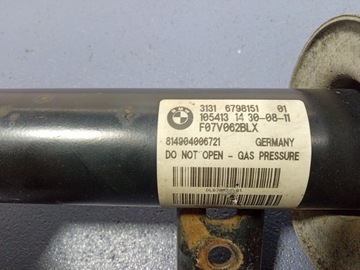 3131 6798151 01
105413 14 30-08-11
F07V062BLX
814904006721 GERMANY
DO NOT OPEN - GAS PRESSURE